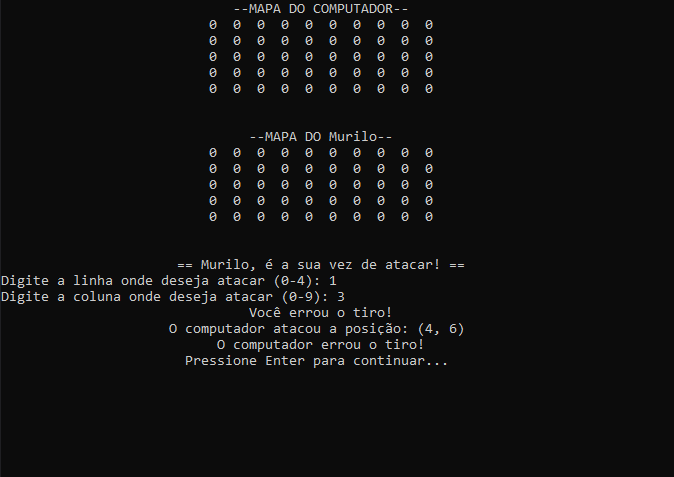 --MAPA DO COMPUTADOR--
0 0 0 0 0 0 0 0 0 0
0 0 0 0 0 0 0 0 0 0
0 0 0 0 0 0 0 0 0 0
0 0 0 0 0 0 0 0 0 0
0 0 0 0 0 0 0 0 0 0
--MAPA DO Murilo--
0 0 0 0 0 0 0 0 0 0
0 0 0 0 0 0 0 0 0 0
0 0 0 0 0 0 0 0 0 0
0 0 0 0 0 0 0 0 0 0
0 0 0 0 0 0 0 0 0 0
== Murilo, é a sua vez de atacar! ==
Digite a linha onde deseja atacar (0-4): 1
Digite a coluna onde deseja atacar (0-9): 3
Você errou o tiro!
O computador atacou a posição: (4, 6)
O computador errou o tiro!
Pressione Enter para continuar...